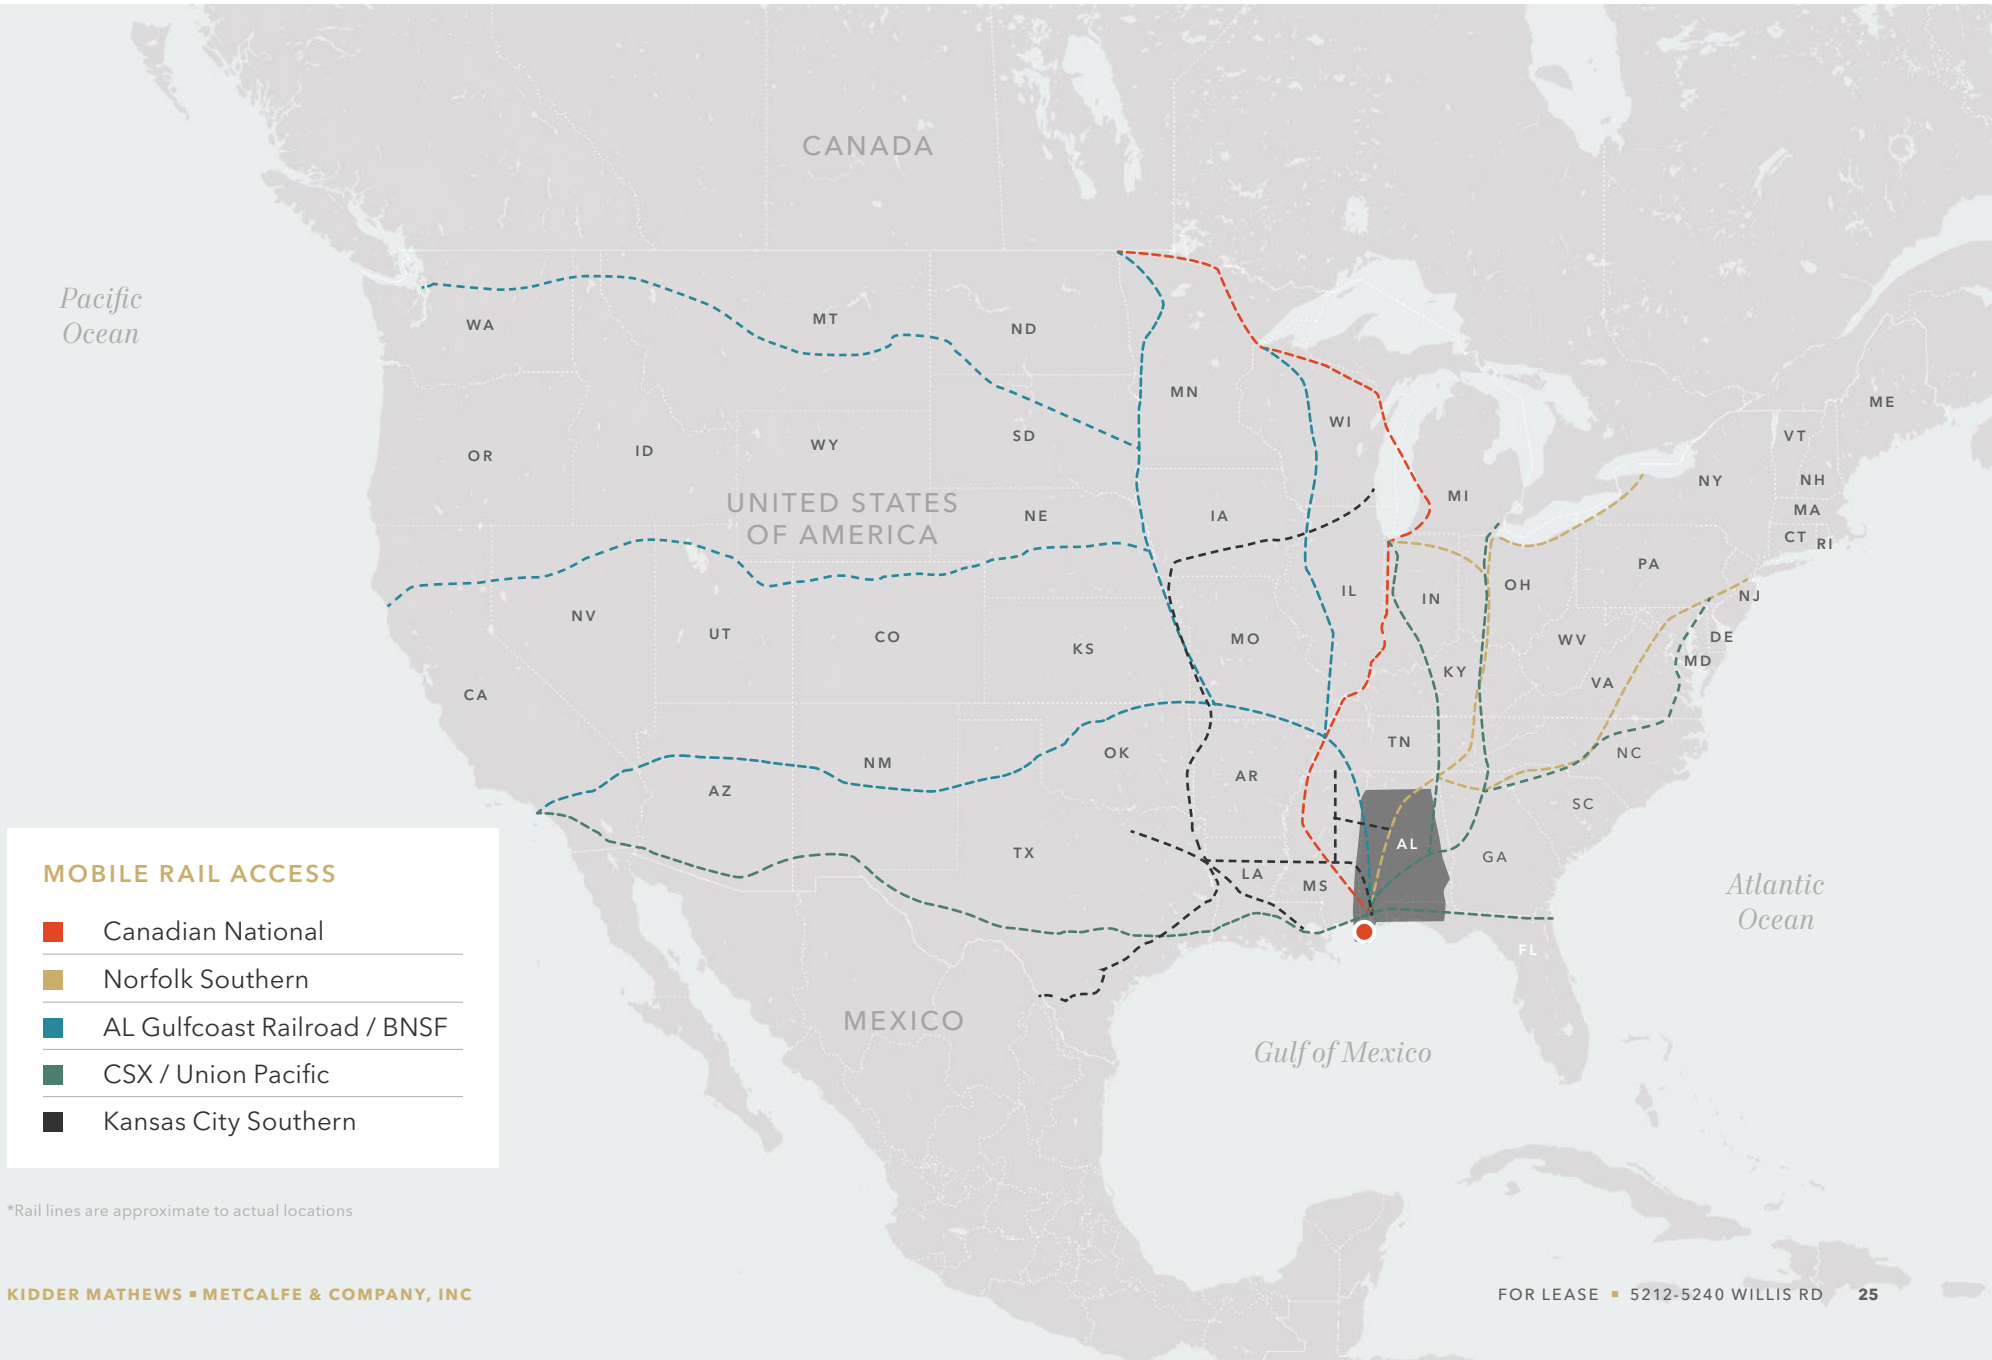 CANADA
Pacific
Ocean
WA
MT
ND
MN
OR
ID
WY
SD
WI
MI
NY
VT
ME
NH
MA
CT
RI
UNITED STATES
OF AMERICA
NE
IA
IL
IN
OH
PA
NJ
NV
UT
CO
KS
MO
KY
WV
VA
DE
MD
CA
AZ
NM
OK
AR
TN
NC
SC
TX
LA
MS
AL
GA
FL
Atlantic
Ocean
MEXICO
Gulf of Mexico
MOBILE RAIL ACCESS
Canadian National
Norfolk Southern
AL Gulfcoast Railroad / BNSF
CSX / Union Pacific
Kansas City Southern
*Rail lines are approximate to actual locations
KIDDER MATHEWS ▪ METCALFE & COMPANY, INC
FOR LEASE ▪ 5212-5240 WILLIS RD 25